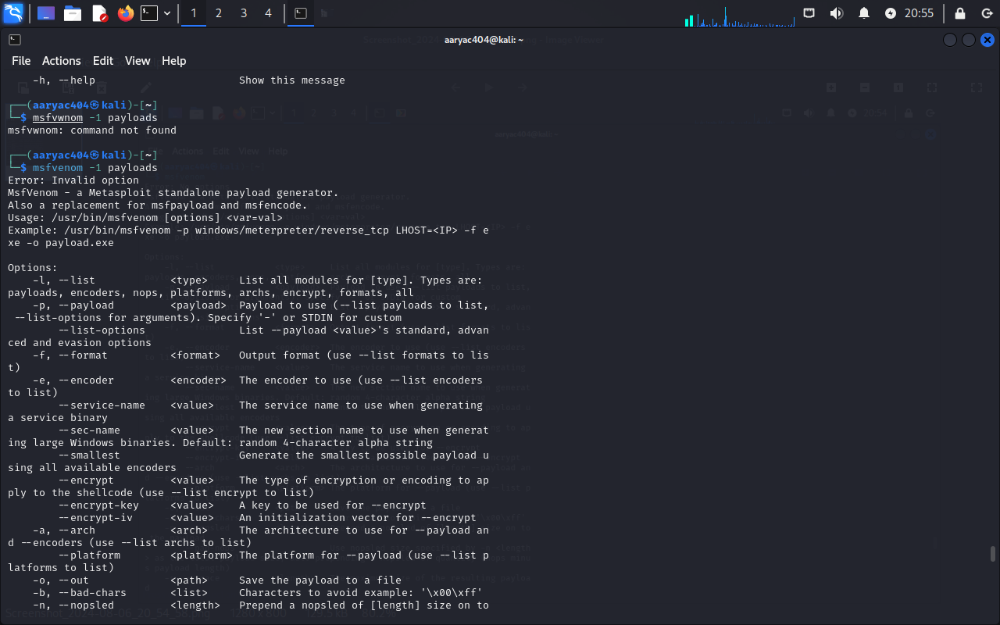 1 2 3 4 20:55
aaryac404@kali: ~
File Actions Edit View Help
-h, --help Show this message
┌──(aaryac404㉿kali)-[~]
└─$ msfvwnom -1 payloads
msfvwnom: command not found
┌──(aaryac404㉿kali)-[~]
└─$ msfvenom -1 payloads
Error: Invalid option
MsfVenom - a Metasploit standalone payload generator.
Also a replacement for msfpayload and msfencode.
Usage: /usr/bin/msfvenom [options] <var=val>
Example: /usr/bin/msfvenom -p windows/meterpreter/reverse_tcp LHOST=<IP> -f e
xe -o payload.exe
Options:
-l, --list <type> List all modules for [type]. Types are:
payloads, encoders, nops, platforms, archs, encrypt, formats, all
-p, --payload <payload> Payload to use (--list payloads to list,
--list-options for arguments). Specify '-' or STDIN for custom
--list-options List --payload <value>'s standard, advan
ced and evasion options
-f, --format <format> Output format (use --list formats to lis
t)
-e, --encoder <encoder> The encoder to use (use --list encoders
to list)
--service-name <value> The service name to use when generating
a service binary
--sec-name <value> The new section name to use when generat
ing large Windows binaries. Default: random 4-character alpha string
--smallest Generate the smallest possible payload u
sing all available encoders
--encrypt <value> The type of encryption or encoding to ap
ply to the shellcode (use --list encrypt to list)
--encrypt-key <value> A key to be used for --encrypt
--encrypt-iv <value> An initialization vector for --encrypt
-a, --arch <arch> The architecture to use for --payload an
d --encoders (use --list archs to list)
--platform <platform> The platform for --payload (use --list p
latforms to list)
-o, --out <path> Save the payload to a file
-b, --bad-chars <list> Characters to avoid example: '\x00\xff'
-n, --nopsled <length> Prepend a nopsled of [length] size on to
Screenshot_2024-08-06_20_54_58.png 1280 x 800 129.5 kB 80.2%